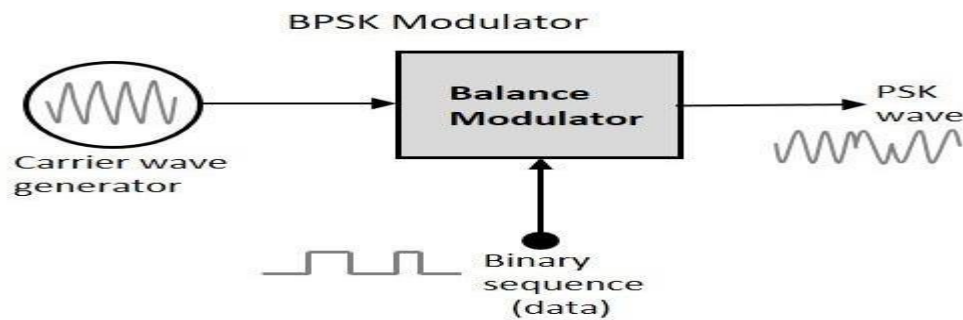 BPSK Modulator
Balance
Modulator
PSK
wave
Carrier wave
generator
Binary
sequence
(data)